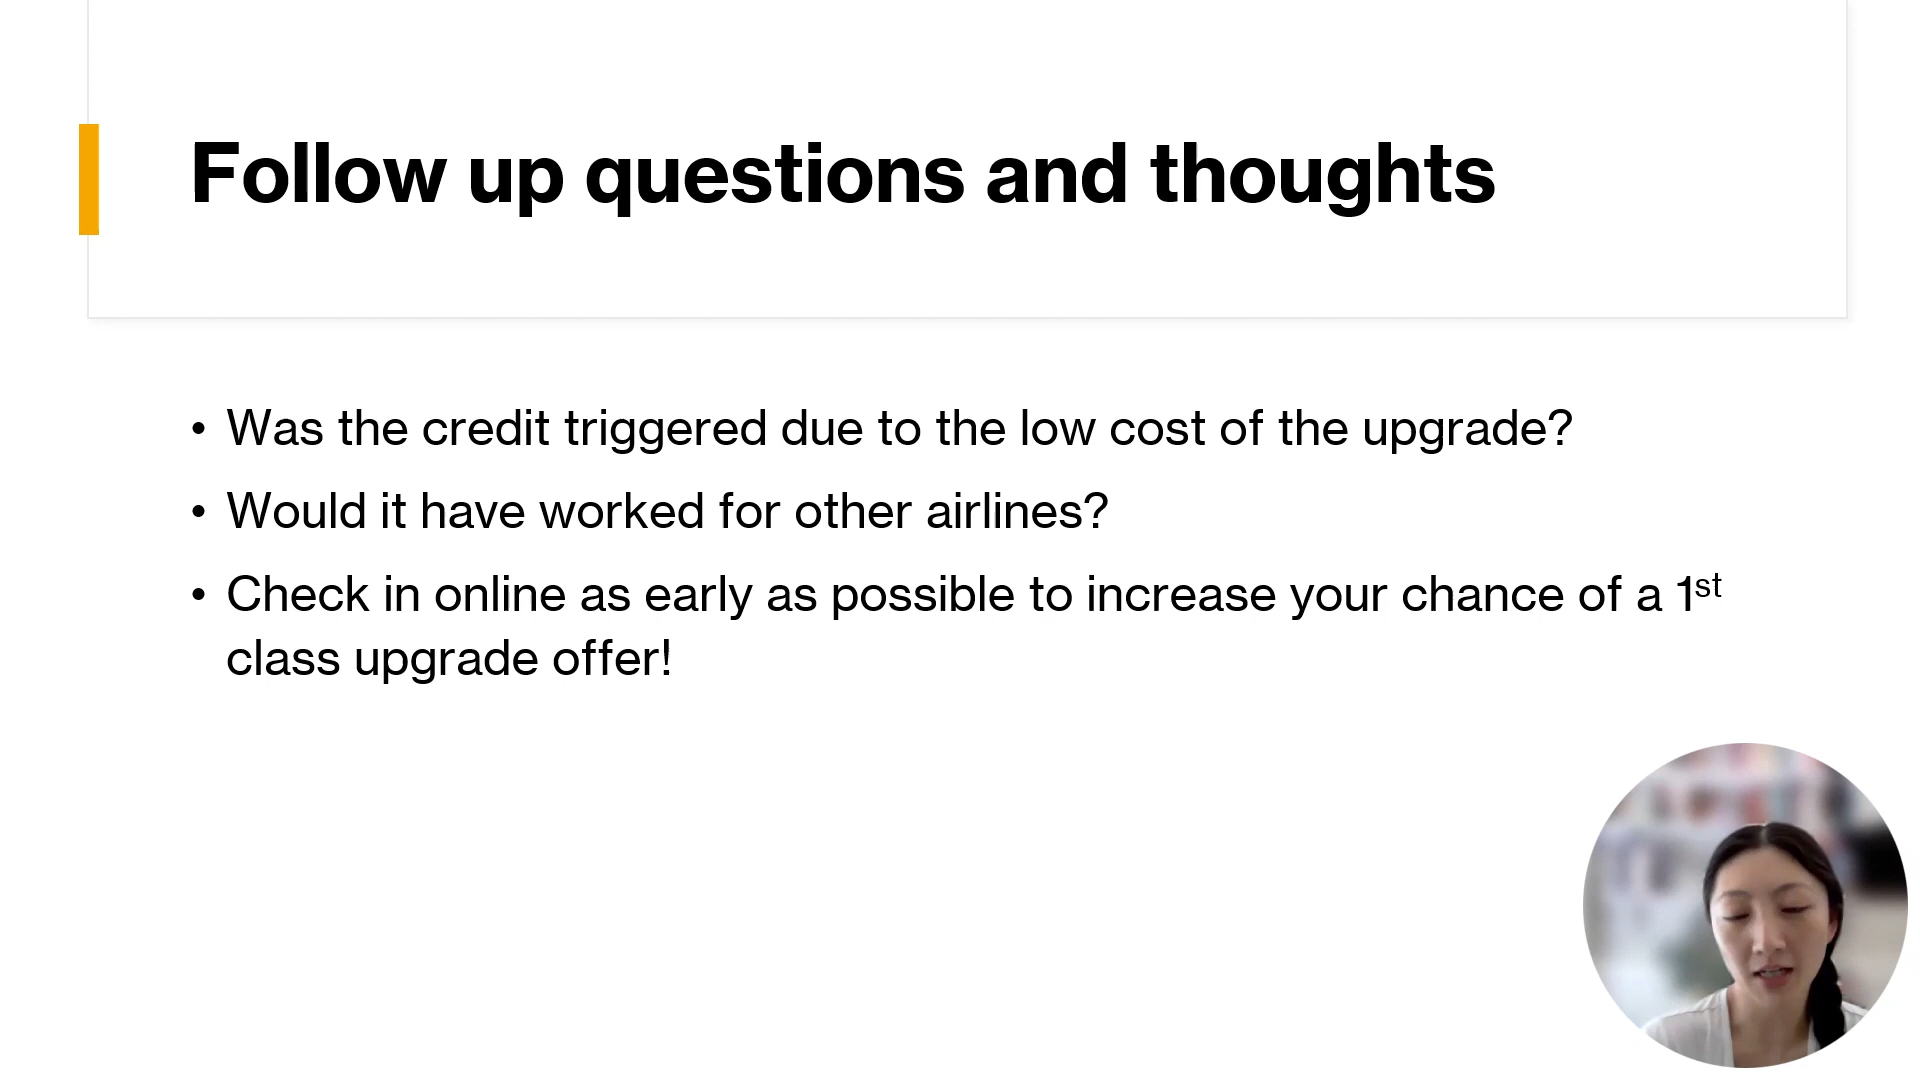 Follow up questions and thoughts
• Was the credit triggered due to the low cost of the upgrade?
• Would it have worked for other airlines?
• Check in online as early as possible to increase your chance of a 1st
class upgrade offer!